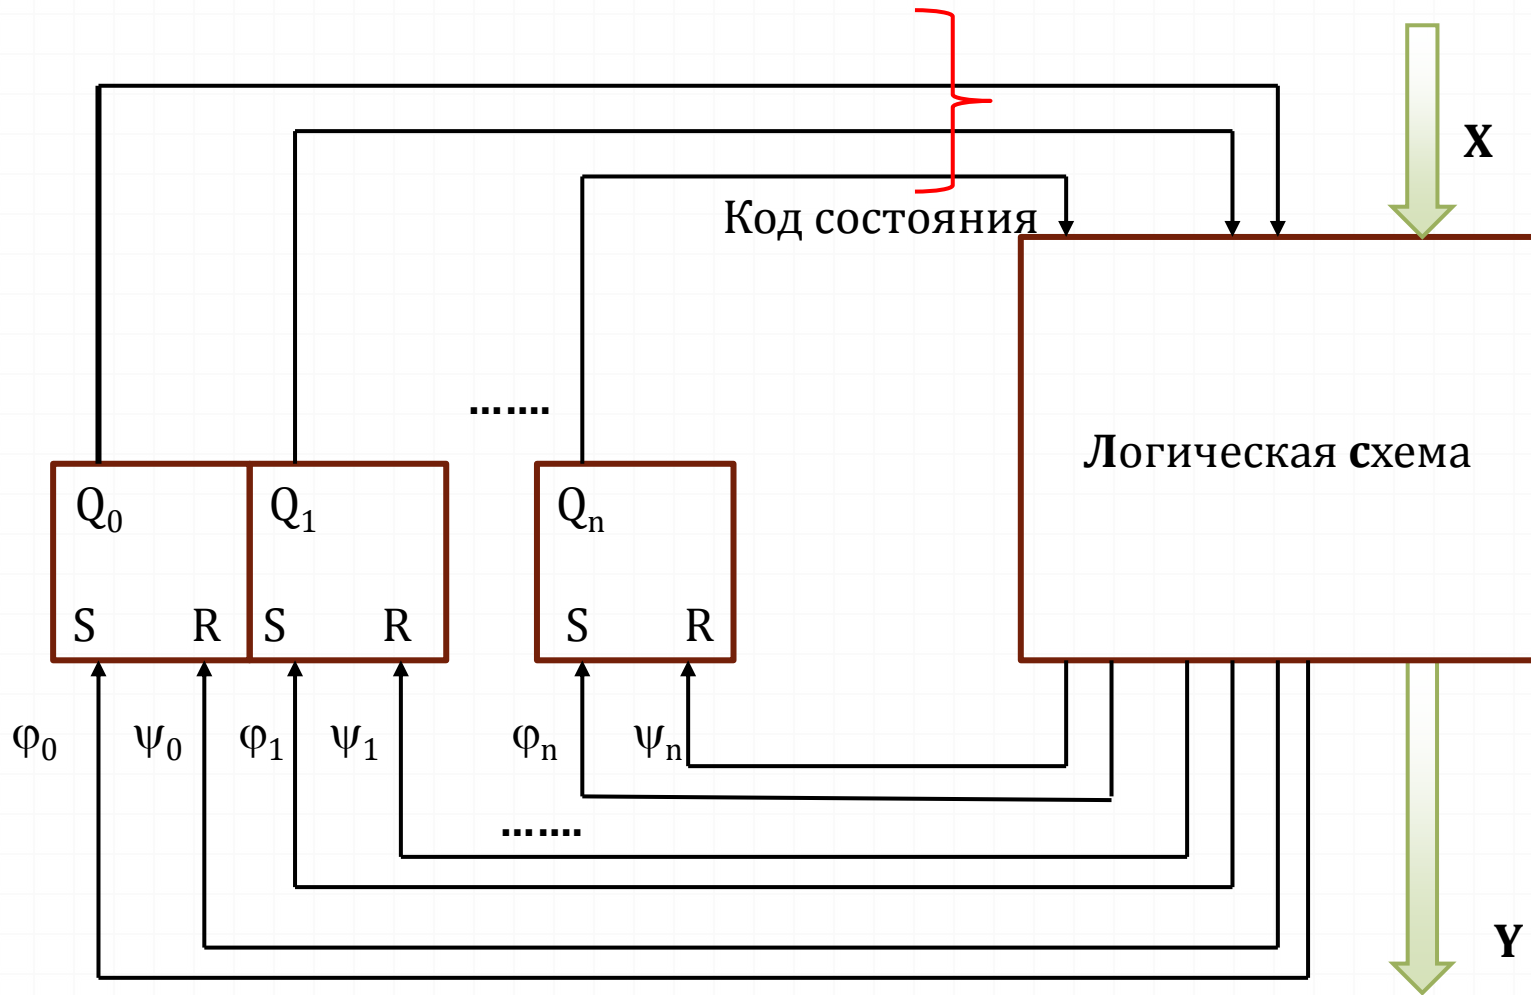 X
Код состояния
.......
Логическая схема
Q₀ Q₁ Qₙ
S R S R S R
φ₀ ψ₀ φ₁ ψ₁ φₙ ψₙ
.......
Y